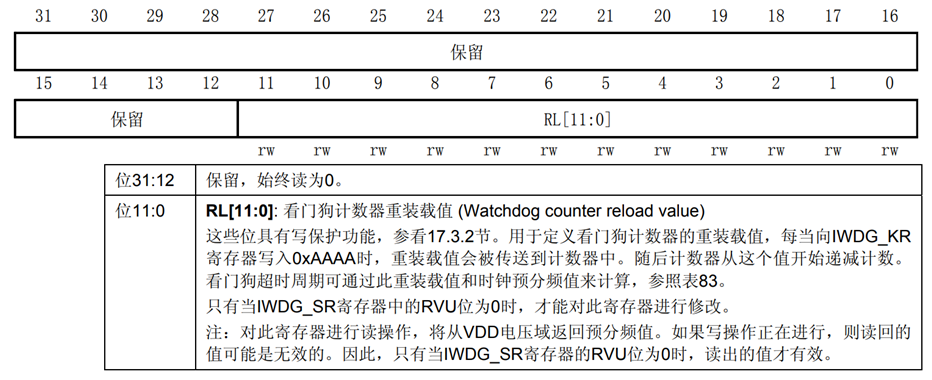 31 30 29 28 27 26 25 24 23 22 21 20 19 18 17 16
保留
15 14 13 12 11 10 9 8 7 6 5 4 3 2 1 0
保留 RL[11:0]
rw rw rw rw rw rw rw rw rw rw rw rw
位31:12 保留，始终读为0。
位11:0 RL[11:0]: 看门狗计数器重装载值 (Watchdog counter reload value)
这些位具有写保护功能，参看17.3.2节。用于定义看门狗计数器的重装载值，每当向IWDG_KR
寄存器写入0xAAAA时，重装载值会被传送到计数器中。随后计数器从这个值开始递减计数。
看门狗超时周期可通过此重装载值和时钟预分频值来计算，参照表83。
只有当IWDG_SR寄存器中的RVU位为0时，才能对此寄存器进行修改。
注：对此寄存器进行读操作，将从VDD电压域返回预分频值。如果写操作正在进行，则读回的
值可能是无效的。因此，只有当IWDG_SR寄存器的RVU位为0时，读出的值才有效。